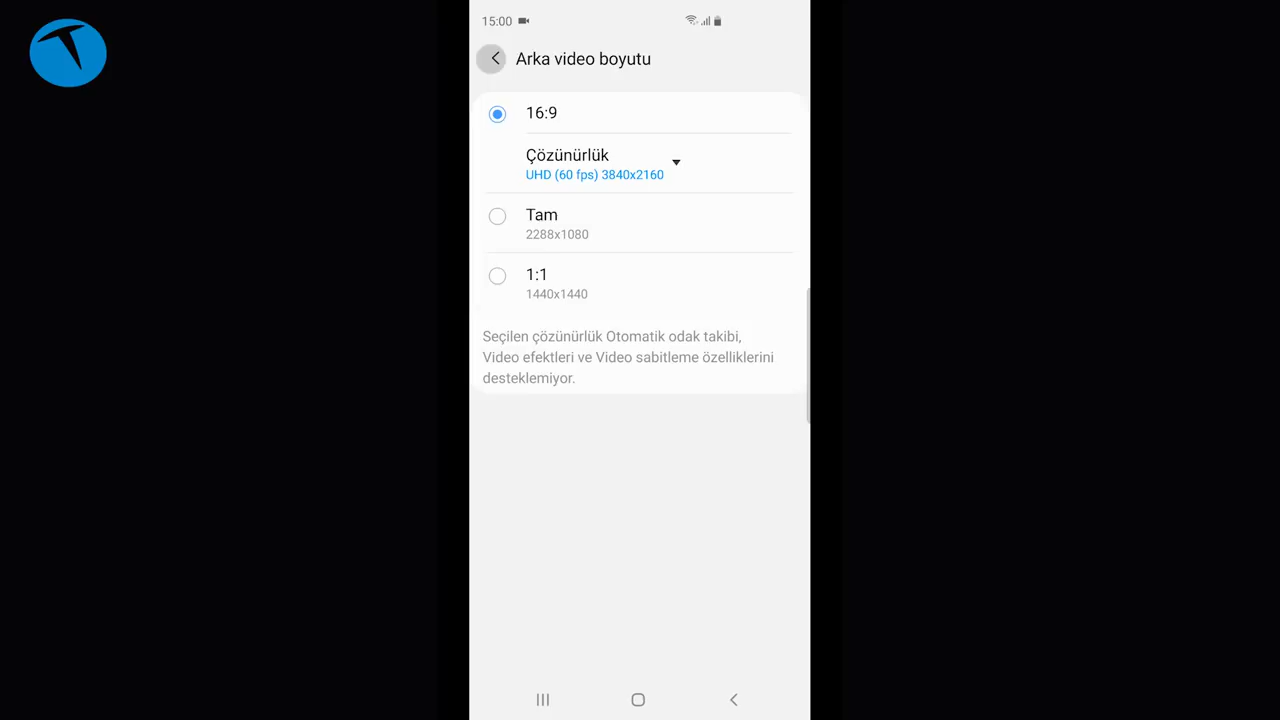 15:00
Arka video boyutu
16:9
Çözünürlük
UHD (60 fps) 3840x2160
Tam
2288x1080
1:1
1440x1440
Seçilen çözünürlük Otomatik odak takibi,
Video efektleri ve Video sabitleme özelliklerini
desteklemiyor.